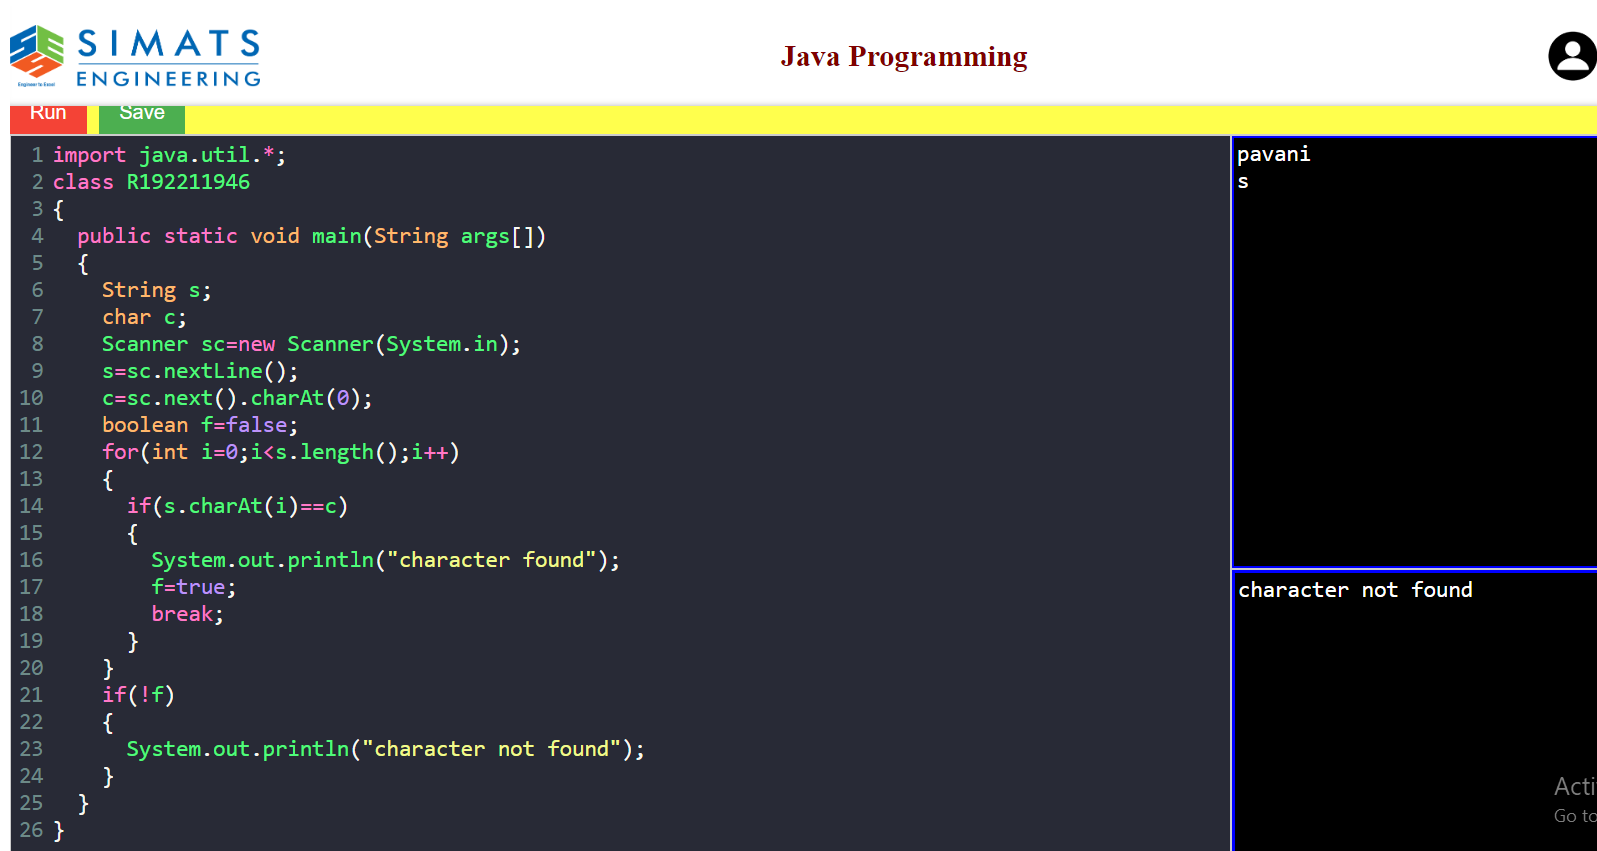 SIMATS
ENGINEERING
Engineer to Excel
Java Programming
Run Save
1 import java.util.*;
2 class R192211946
3 {
4   public static void main(String args[])
5   {
6     String s;
7     char c;
8     Scanner sc=new Scanner(System.in);
9     s=sc.nextLine();
10     c=sc.next().charAt(0);
11     boolean f=false;
12     for(int i=0;i<s.length();i++)
13     {
14       if(s.charAt(i)==c)
15       {
16         System.out.println("character found");
17         f=true;
18         break;
19       }
20     }
21     if(!f)
22     {
23       System.out.println("character not found");
24     }
25   }
26 }
pavani
s
character not found
Acti
Go to